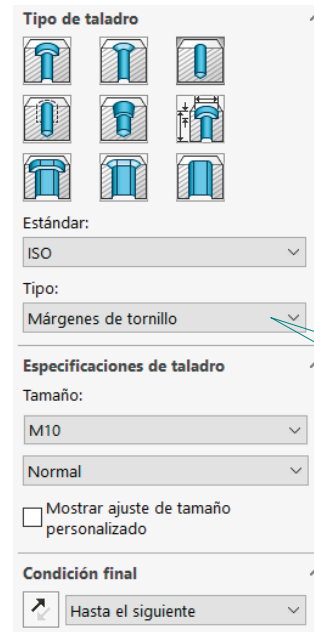 Tipo de taladro
Estándar:
ISO
Tipo:
Márgenes de tornillo
Especificaciones de taladro
Tamaño:
M10
Normal
Mostrar ajuste de tamaño
personalizado
Condición final
Hasta el siguiente